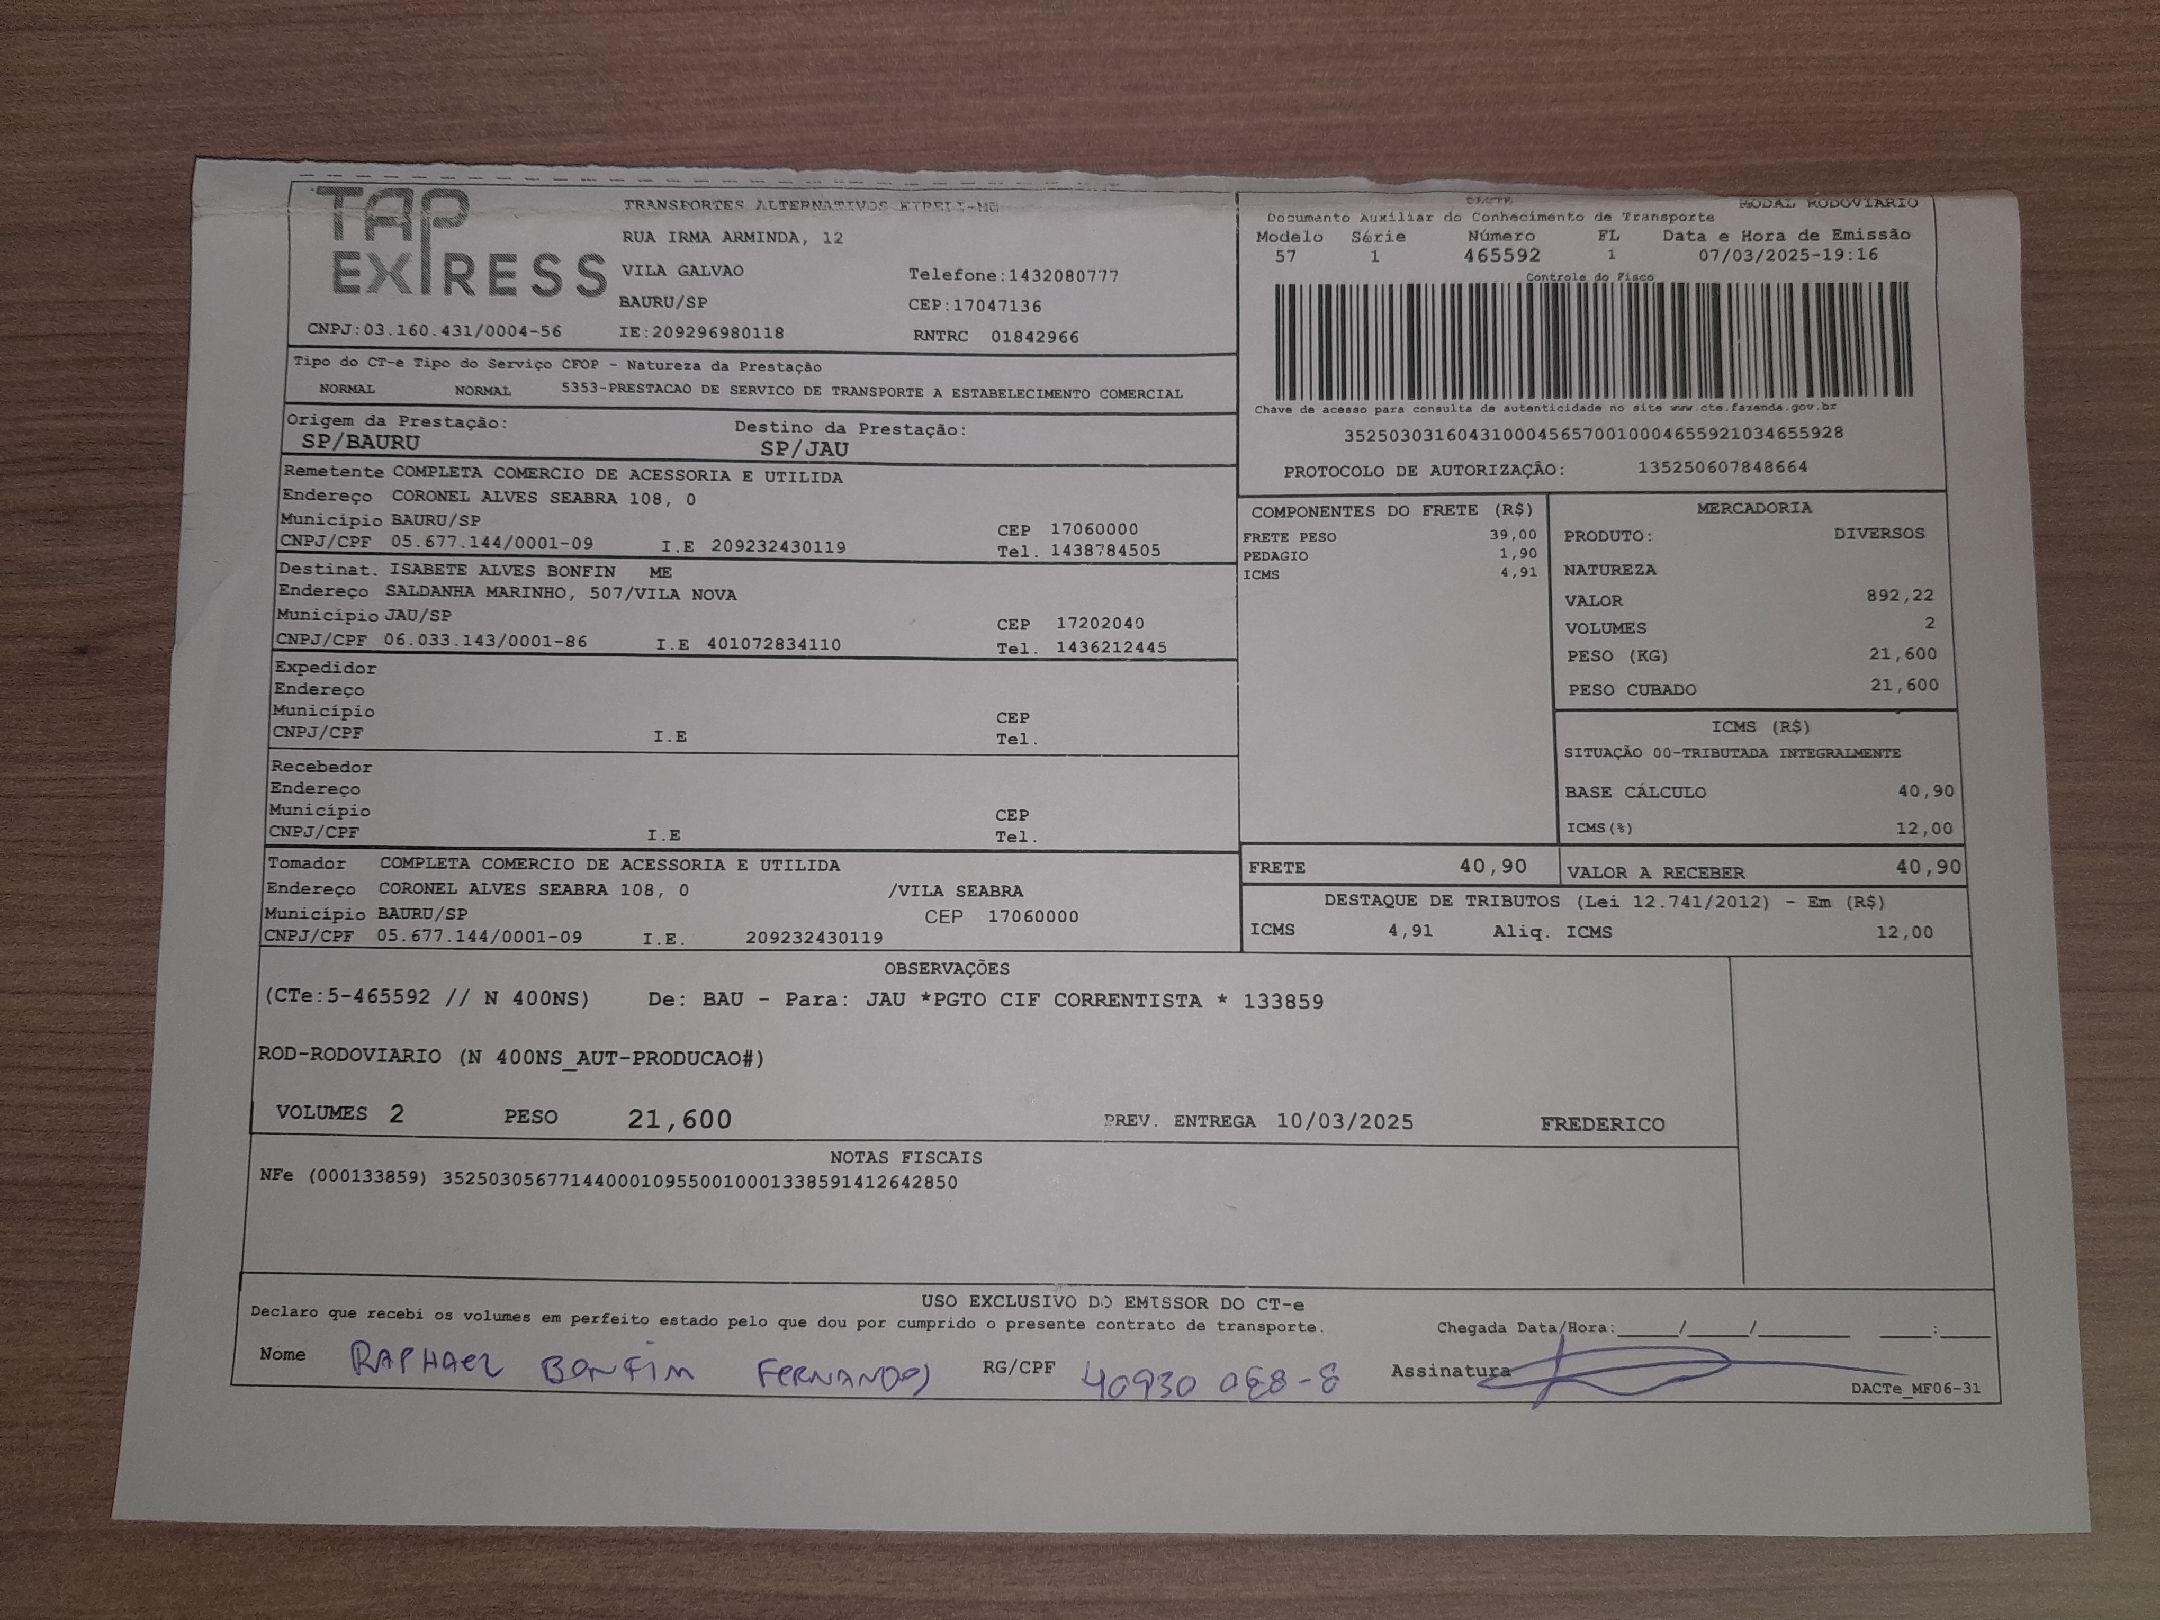 TAP
EXPRESS
TRANSPORTES ALTERNATIVOS EIRELI-ME
RUA IRMA ARMINDA, 12
VILA GALVAO Telefone:1432080777
BAURU/SP CEP:17047136
CNPJ:03.160.431/0004-56 IE:209296980118 RNTRC 01842966
DACTE MODAL RODOVIARIO
Documento Auxiliar do Conhecimento de Transporte
Modelo Série Número FL Data e Hora de Emissão
57 1 465592 1 07/03/2025-19:16
Controle do Fisco
Chave de acesso para consulta de autenticidade no site www.cte.fazenda.gov.br
35250303160431000456570010004655921034655928
PROTOCOLO DE AUTORIZAÇÃO: 135250607848664
Tipo do CT-e Tipo do Serviço CFOP - Natureza da Prestação
NORMAL NORMAL 5353-PRESTACAO DE SERVICO DE TRANSPORTE A ESTABELECIMENTO COMERCIAL
Origem da Prestação: Destino da Prestação:
SP/BAURU SP/JAU
Remetente COMPLETA COMERCIO DE ACESSORIA E UTILIDA
Endereço CORONEL ALVES SEABRA 108, 0
Município BAURU/SP CEP 17060000
CNPJ/CPF 05.677.144/0001-09 I.E 209232430119 Tel. 1438784505
Destinat. ISABETE ALVES BONFIN ME
Endereço SALDANHA MARINHO, 507/VILA NOVA
Município JAU/SP CEP 17202040
CNPJ/CPF 06.033.143/0001-86 I.E 401072834110 Tel. 1436212445
Expedidor
Endereço
Município CEP
CNPJ/CPF I.E Tel.
Recebedor
Endereço
Município CEP
CNPJ/CPF I.E Tel.
Tomador COMPLETA COMERCIO DE ACESSORIA E UTILIDA
Endereço CORONEL ALVES SEABRA 108, 0 /VILA SEABRA
Município BAURU/SP CEP 17060000
CNPJ/CPF 05.677.144/0001-09 I.E. 209232430119
COMPONENTES DO FRETE (R$)
FRETE PESO 39,00
PEDAGIO 1,90
ICMS 4,91
MERCADORIA
PRODUTO: DIVERSOS
NATUREZA
VALOR 892,22
VOLUMES 2
PESO (KG) 21,600
PESO CUBADO 21,600
ICMS (R$)
SITUAÇÃO 00-TRIBUTADA INTEGRALMENTE
BASE CÁLCULO 40,90
ICMS(%) 12,00
FRETE 40,90 VALOR A RECEBER 40,90
DESTAQUE DE TRIBUTOS (Lei 12.741/2012) - Em (R$)
ICMS 4,91 Aliq. ICMS 12,00
OBSERVAÇÕES
(CTe:5-465592 // N 400NS) De: BAU - Para: JAU *PGTO CIF CORRENTISTA * 133859
ROD-RODOVIARIO (N 400NS_AUT-PRODUCAO#)
VOLUMES 2 PESO 21,600 PREV. ENTREGA 10/03/2025 FREDERICO
NOTAS FISCAIS
NFe (000133859) 35250305677144000109550010001338591412642850
USO EXCLUSIVO DO EMISSOR DO CT-e
Declaro que recebi os volumes em perfeito estado pelo que dou por cumprido o presente contrato de transporte. Chegada Data/Hora:_____/_____/________ ____:____
Nome RAPHAEL BONFIM FERNANDO RG/CPF 40930 088-8 Assinatura
DACTe_MF06-31